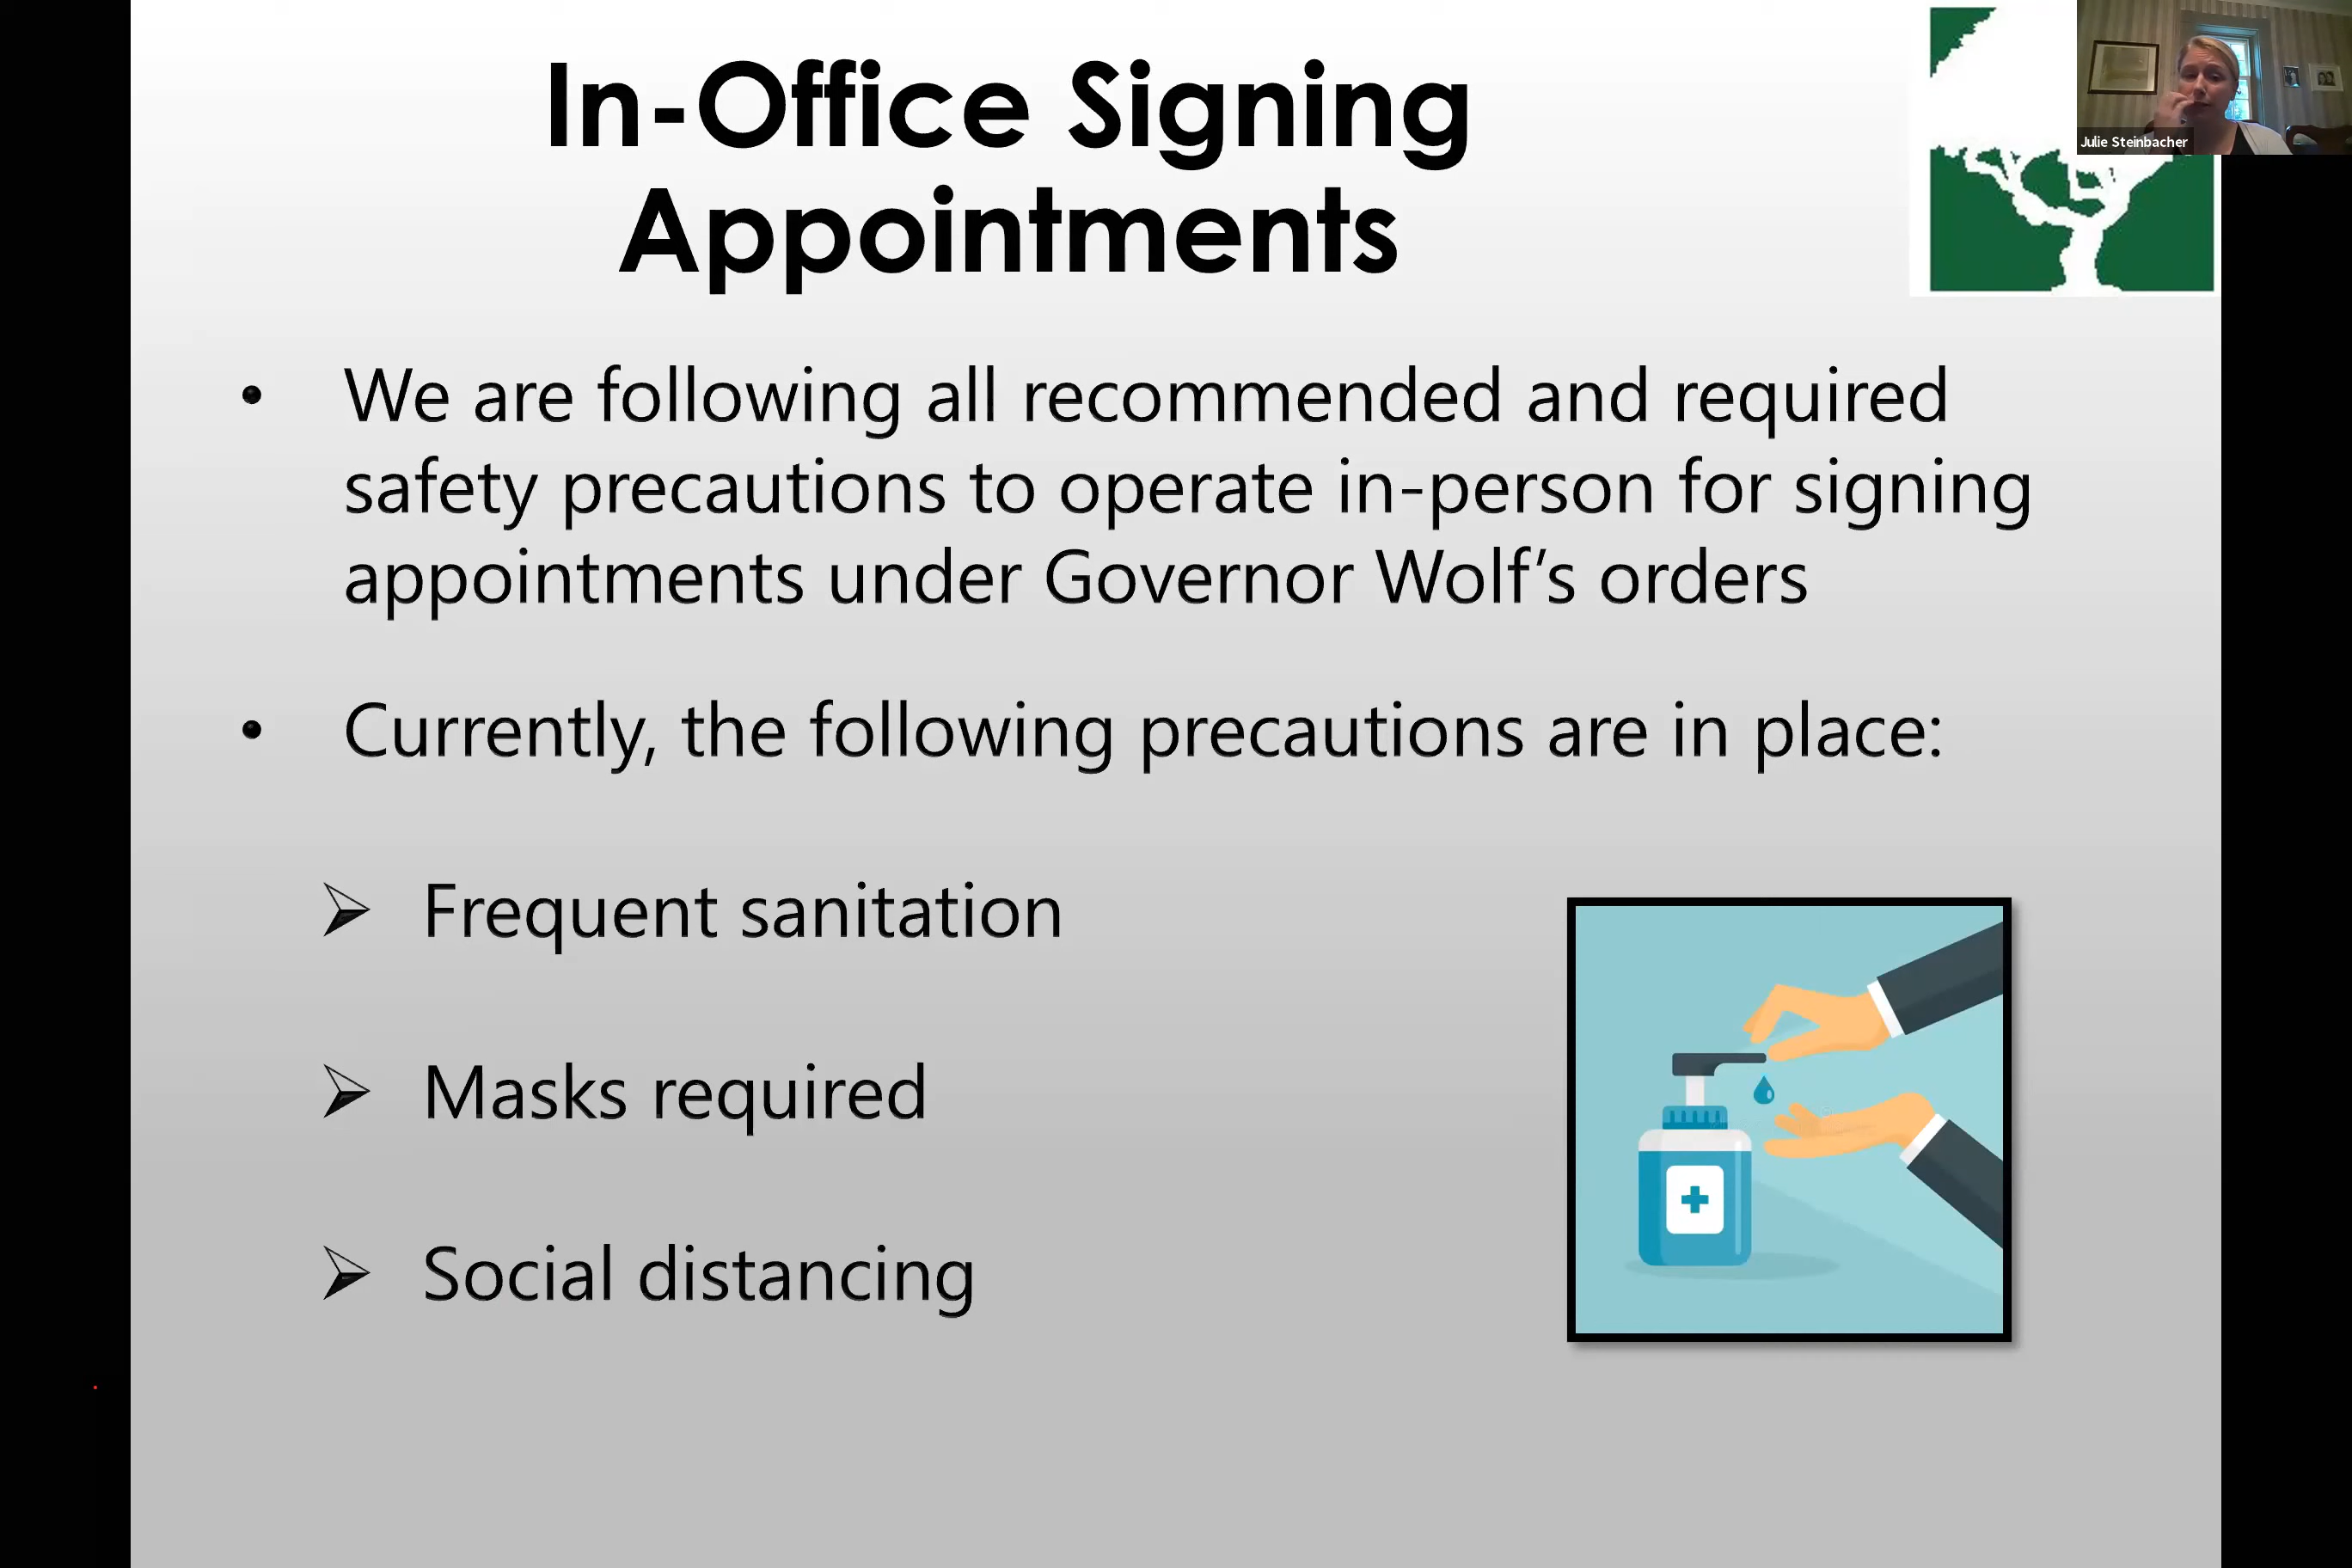 In-Office Signing
Appointments
Julie Steinbacher
• We are following all recommended and required
safety precautions to operate in-person for signing
appointments under Governor Wolf’s orders
• Currently, the following precautions are in place:
➢ Frequent sanitation
➢ Masks required
➢ Social distancing